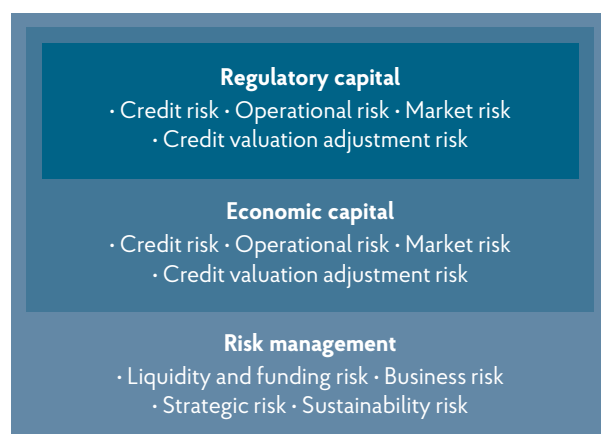 Regulatory capital
· Credit risk · Operational risk · Market risk
· Credit valuation adjustment risk
Economic capital
· Credit risk · Operational risk · Market risk
· Credit valuation adjustment risk
Risk management
· Liquidity and funding risk · Business risk
· Strategic risk · Sustainability risk